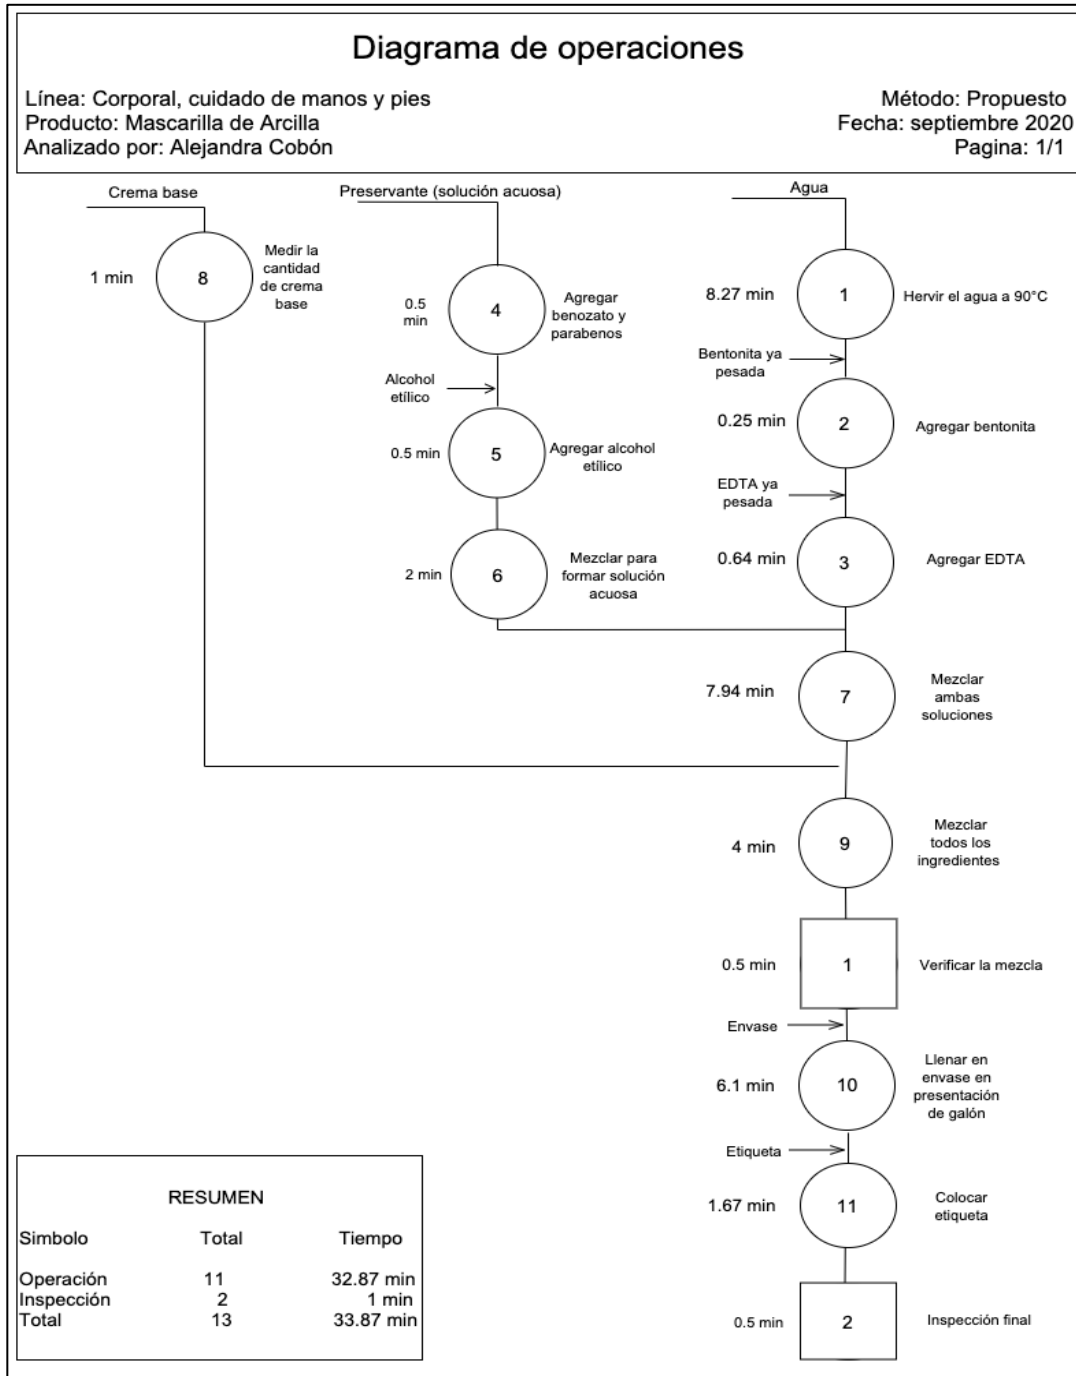 Diagrama de operaciones
Línea: Corporal, cuidado de manos y pies
Producto: Mascarilla de Arcilla
Analizado por: Alejandra Cobón
Método: Propuesto
Fecha: septiembre 2020
Pagina: 1/1
Crema base
1 min
8
Medir la
cantidad
de crema
base
Preservante (solución acuosa)
0.5
min
4
Agregar
benozato y
parabenos
Alcohol
etílico
0.5 min
5
Agregar alcohol
etílico
2 min
6
Mezclar para
formar solución
acuosa
Agua
8.27 min
1
Hervir el agua a 90°C
Bentonita ya
pesada
0.25 min
2
Agregar bentonita
EDTA ya
pesada
0.64 min
3
Agregar EDTA
7.94 min
7
Mezclar
ambas
soluciones
4 min
9
Mezclar
todos los
ingredientes
0.5 min
1
Verificar la mezcla
Envase
6.1 min
10
Llenar en
envase en
presentación
de galón
Etiqueta
1.67 min
11
Colocar
etiqueta
0.5 min
2
Inspección final
RESUMEN
Simbolo Total Tiempo
Operación 11 32.87 min
Inspección 2 1 min
Total 13 33.87 min